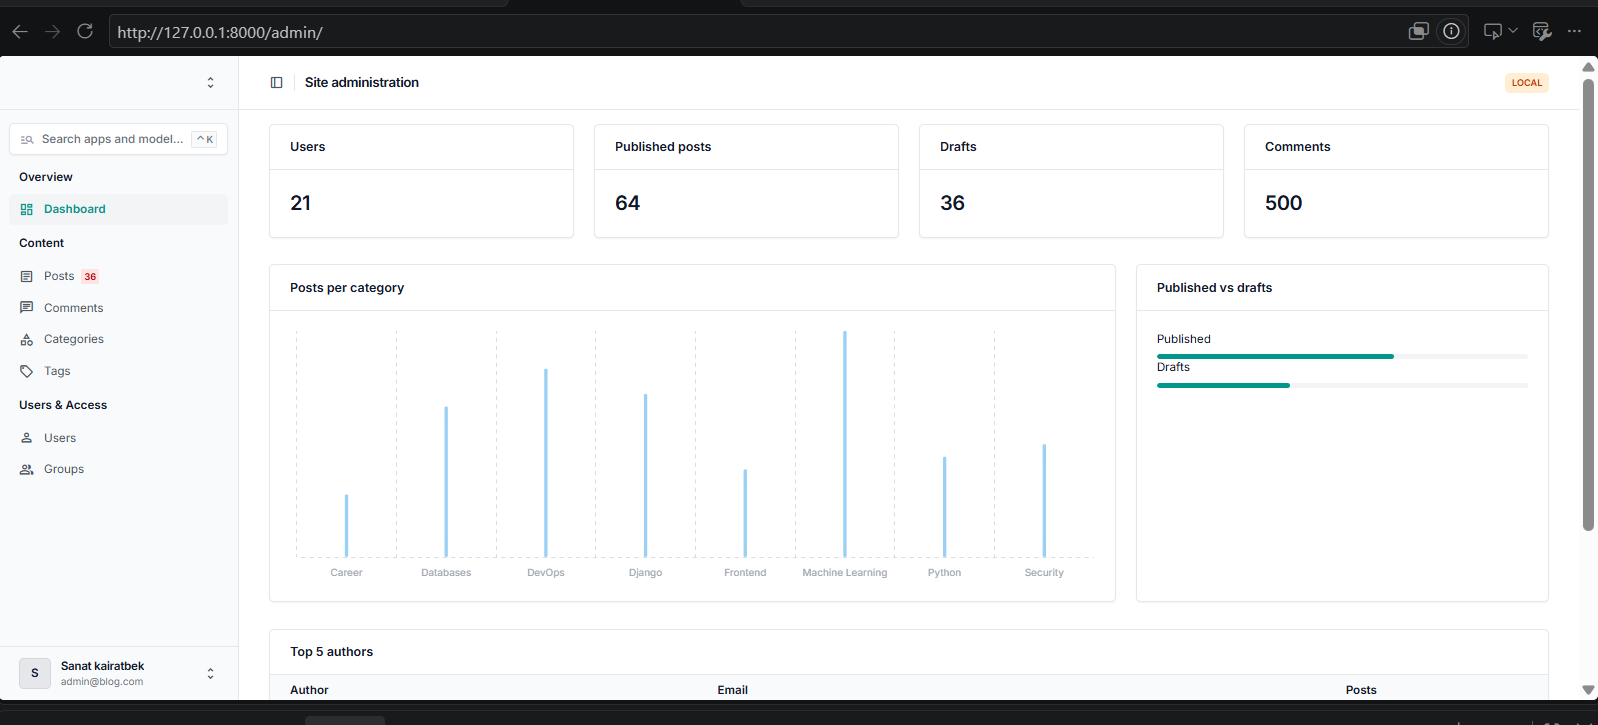 http://127.0.0.1:8000/admin/
Site administration
LOCAL
Search apps and model... ^ K
Overview
Dashboard
Content
Posts 36
Comments
Categories
Tags
Users & Access
Users
Groups
Sanat kairatbek
S
admin@blog.com
Users
21
Published posts
64
Drafts
36
Comments
500
Posts per category
Career Databases DevOps Django Frontend Machine Learning Python Security
Published vs drafts
Published
Drafts
Top 5 authors
Author Email Posts